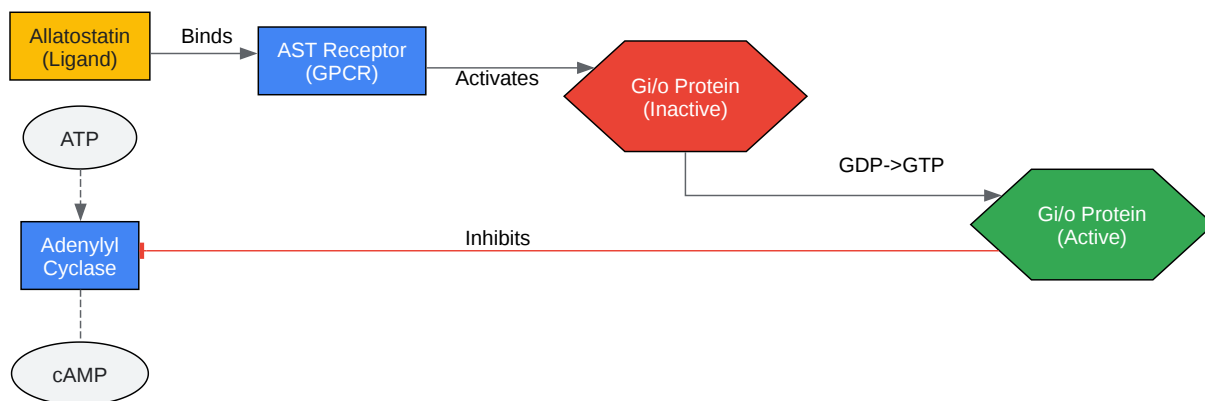 Allatostatin
(Ligand)
Binds
AST Receptor
(GPCR)
Activates
Gi/o Protein
(Inactive)
ATP
GDP->GTP
Gi/o Protein
(Active)
Adenylyl
Cyclase
Inhibits
cAMP